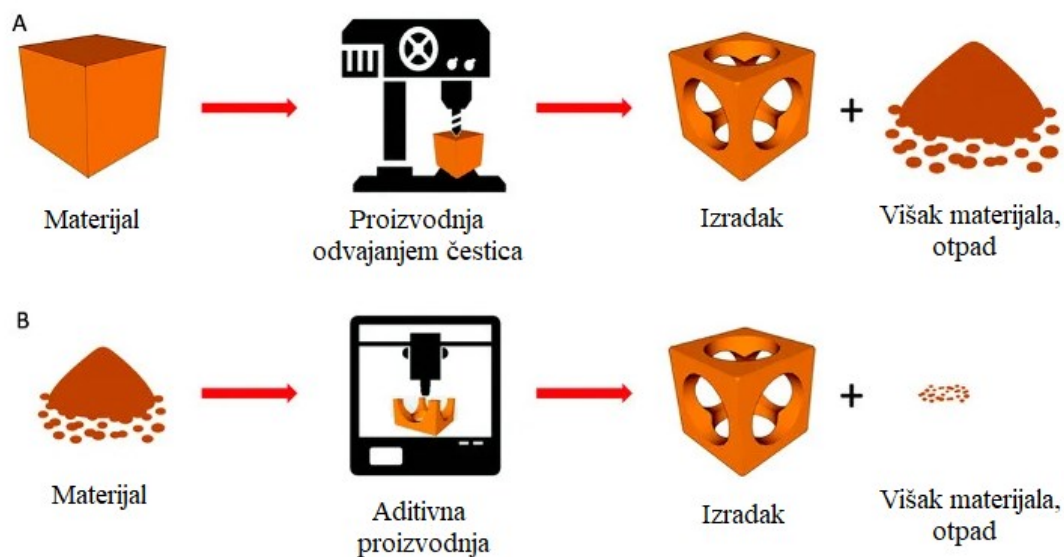 A
Materijal
Proizvodnja
odvajanjem čestica
Izradak
+
Višak materijala,
otpad
B
Materijal
Aditivna
proizvodnja
Izradak
+
Višak materijala,
otpad